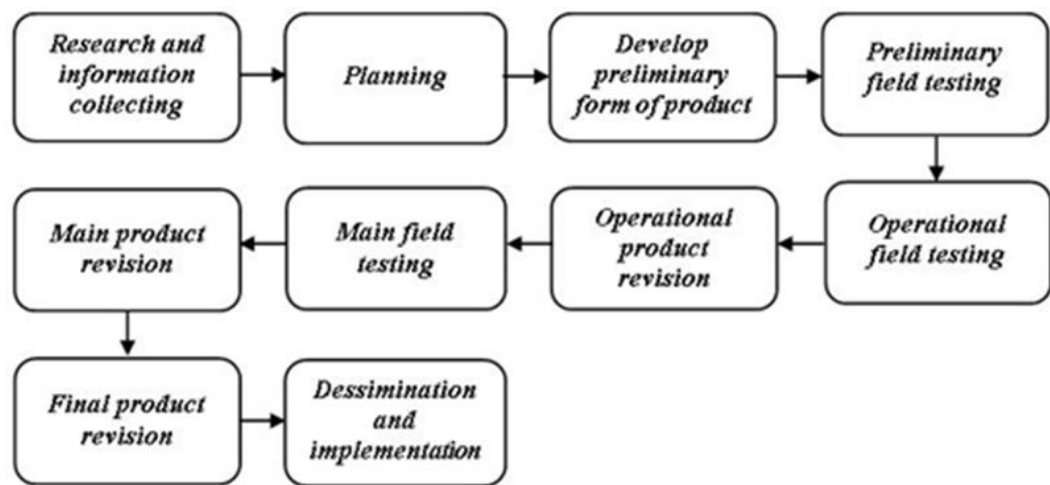 Research and
information
collecting
Planning
Develop
preliminary
form of product
Preliminary
field testing
Operational
field testing
Operational
product
revision
Main field
testing
Main product
revision
Final product
revision
Dessimination
and
implementation